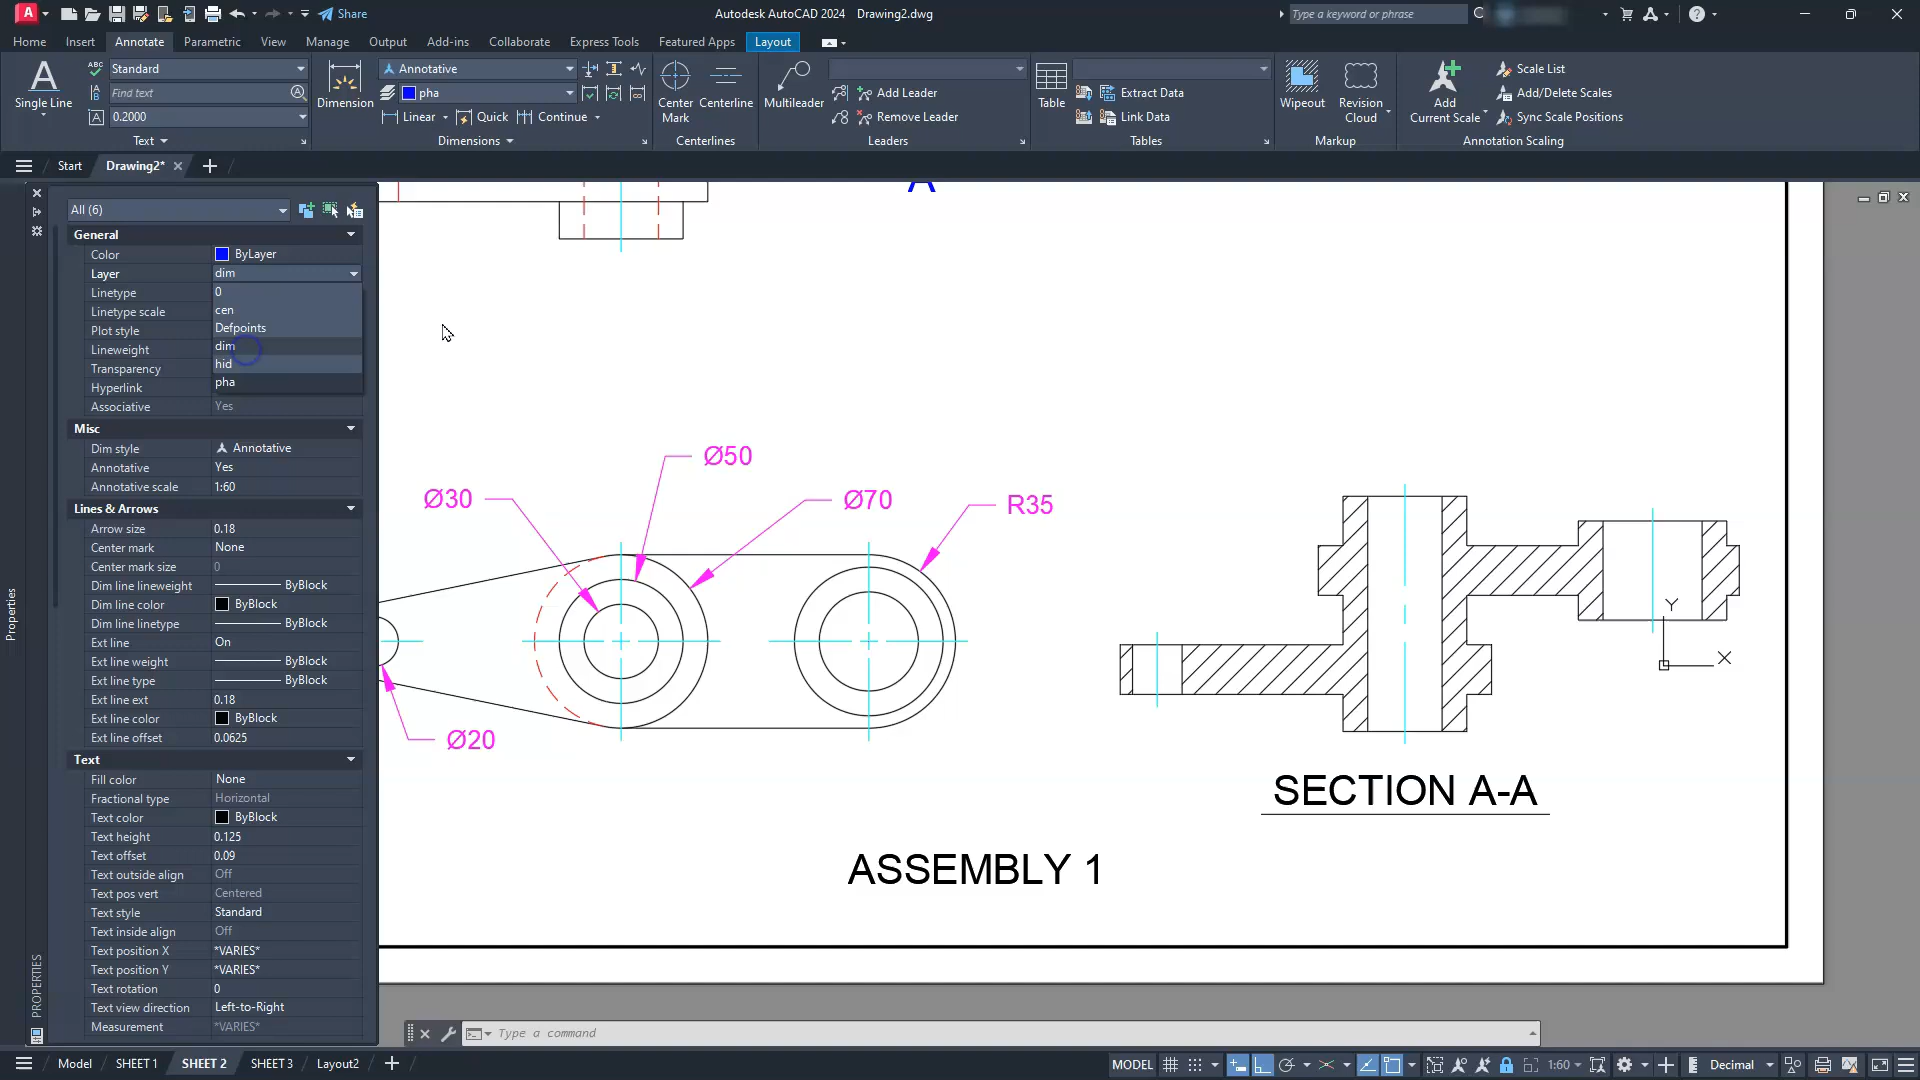 A Share Autodesk AutoCAD 2024 Drawing2.dwg Type a keyword or phrase
Home Insert Annotate Parametric View Manage Output Add-ins Collaborate Express Tools Featured Apps Layout
A Single Line
ABC Standard
Find text
0.2000
Text
Dimension
Annotative
pha
Linear Quick Continue
Dimensions
Center Mark
Centerline
Centerlines
Multileader
Add Leader
Remove Leader
Leaders
Table
Extract Data
Link Data
Tables
Wipeout
Revision Cloud
Markup
Add Current Scale
Scale List
Add/Delete Scales
Sync Scale Positions
Annotation Scaling
Start Drawing2*
All (6)
General
Color ByLayer
Layer dim
Linetype 0
Linetype scale cen
Plot style Defpoints
Lineweight dim
Transparency hid
Hyperlink pha
Associative Yes
Misc
Dim style Annotative
Annotative Yes
Annotative scale 1:60
Lines & Arrows
Arrow size 0.18
Center mark None
Center mark size 0
Dim line lineweight ByBlock
Dim line color ByBlock
Dim line linetype ByBlock
Ext line On
Ext line weight ByBlock
Ext line type ByBlock
Ext line ext 0.18
Ext line color ByBlock
Ext line offset 0.0625
Text
Fill color None
Fractional type Horizontal
Text color ByBlock
Text height 0.125
Text offset 0.09
Text outside align Off
Text pos vert Centered
Text style Standard
Text inside align Off
Text position X *VARIES*
Text position Y *VARIES*
Text rotation 0
Text view direction Left-to-Right
Measurement *VARIES*
Properties
PROPERTIES
A
Ø50
Ø30
Ø70
R35
Ø20
Y
X
SECTION A-A
ASSEMBLY 1
Type a command
Model SHEET 1 SHEET 2 SHEET 3 Layout2
MODEL 1:60 Decimal